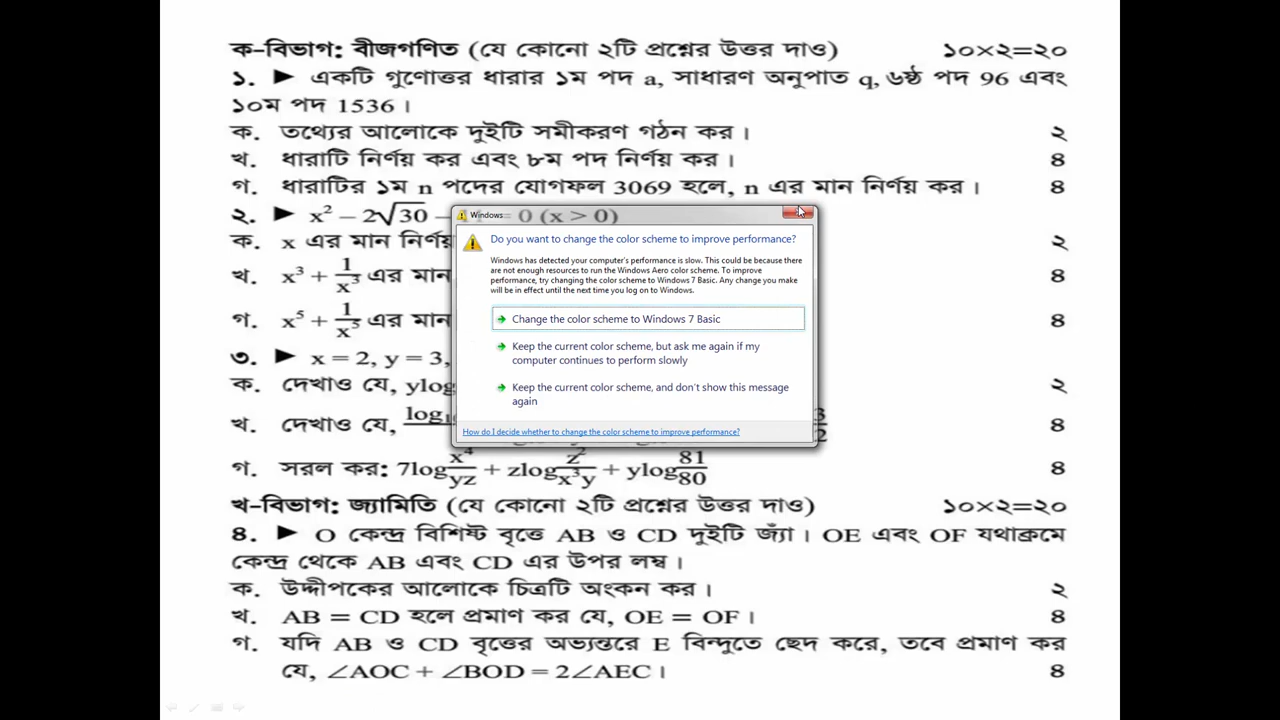 ক-বিভাগ: বীজগণিত (যে কোনো ২টি প্রশ্নের উত্তর দাও) ১০×২=২০
১. ► একটি গুণোত্তর ধারার ১ম পদ a, সাধারণ অনুপাত q, ৬ষ্ঠ পদ 96 এবং
১০ম পদ 1536।
ক. তথ্যের আলোকে দুইটি সমীকরণ গঠন কর। ২
খ. ধারাটি নির্ণয় কর এবং ৮ম পদ নির্ণয় কর। ৪
গ. ধারাটির ১ম n পদের যোগফল 3069 হলে, n এর মান নির্ণয় কর। ৪
২. ► x² – 2√30 – = 0 (x > 0)
ক. x এর মান নির্ণ ২
খ. x³ + 1/x³ এর মান ৪
গ. x⁵ + 1/x⁵ এর মান ৪
৩. ► x = 2, y = 3,
ক. দেখাও যে, ylog ২
খ. দেখাও যে, log ৪
গ. সরল কর: 7log x⁴/yz + zlog z²/x³y + ylog 81/80 ৪
খ-বিভাগ: জ্যামিতি (যে কোনো ২টি প্রশ্নের উত্তর দাও) ১০×২=২০
৪. ► O কেন্দ্র বিশিষ্ট বৃত্তে AB ও CD দুইটি জ্যাঁ। OE এবং OF যথাক্রমে
কেন্দ্র থেকে AB এবং CD এর উপর লম্ব।
ক. উদ্দীপকের আলোকে চিত্রটি অংকন কর। ২
খ. AB = CD হলে প্রমাণ কর যে, OE = OF। ৪
গ. যদি AB ও CD বৃত্তের অভ্যন্তরে E বিন্দুতে ছেদ করে, তবে প্রমাণ কর
যে, ∠AOC + ∠BOD = 2∠AEC। ৪
Windows
Do you want to change the color scheme to improve performance?
Windows has detected your computer's performance is slow. This could be because there
are not enough resources to run the Windows Aero color scheme. To improve
performance, try changing the color scheme to Windows 7 Basic. Any change you make
will be in effect until the next time you log on to Windows.
Change the color scheme to Windows 7 Basic
Keep the current color scheme, but ask me again if my
computer continues to perform slowly
Keep the current color scheme, and don't show this message
again
How do I decide whether to change the color scheme to improve performance?